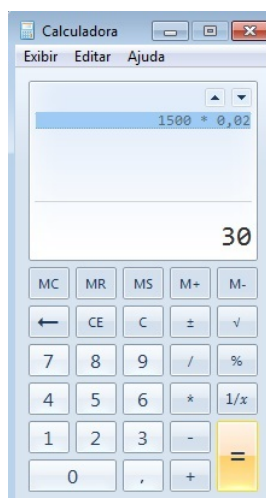 Calculadora
Exibir Editar Ajuda
1500 * 0,02
30
MC MR MS M+ M-
← CE C ± √
7 8 9 / %
4 5 6 * 1/x
1 2 3 - =
0 , +